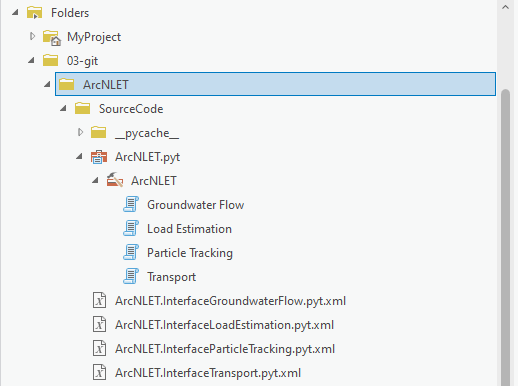 Folders
MyProject
03-git
ArcNLET
SourceCode
__pycache__
ArcNLET.pyt
ArcNLET
Groundwater Flow
Load Estimation
Particle Tracking
Transport
ArcNLET.InterfaceGroundwaterFlow.pyt.xml
ArcNLET.InterfaceLoadEstimation.pyt.xml
ArcNLET.InterfaceParticleTracking.pyt.xml
ArcNLET.InterfaceTransport.pyt.xml